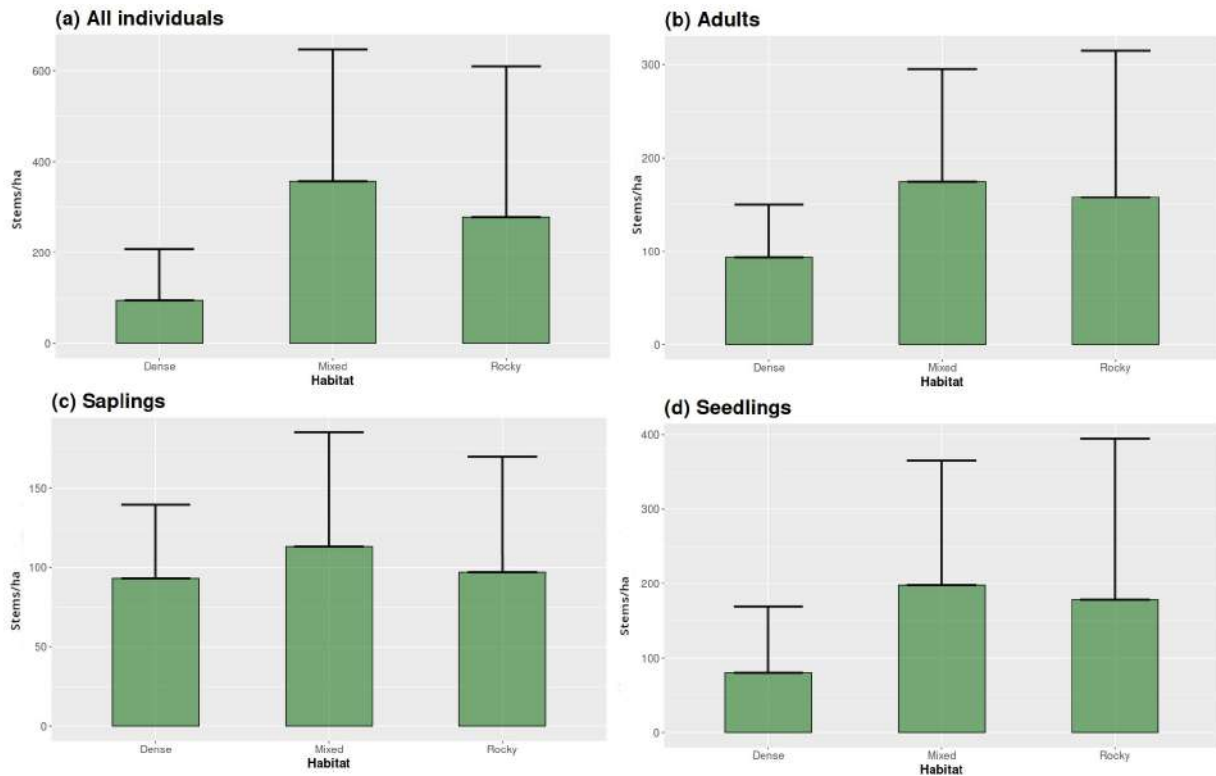 (a) All individuals
600
400
200
0
Stems/ha
Dense Mixed Rocky
Habitat
(b) Adults
300
200
100
0
Stems/ha
Dense Mixed Rocky
Habitat
(c) Saplings
150
100
50
0
Stems/ha
Dense Mixed Rocky
Habitat
(d) Seedlings
400
300
200
100
0
Stems/ha
Dense Mixed Rocky
Habitat